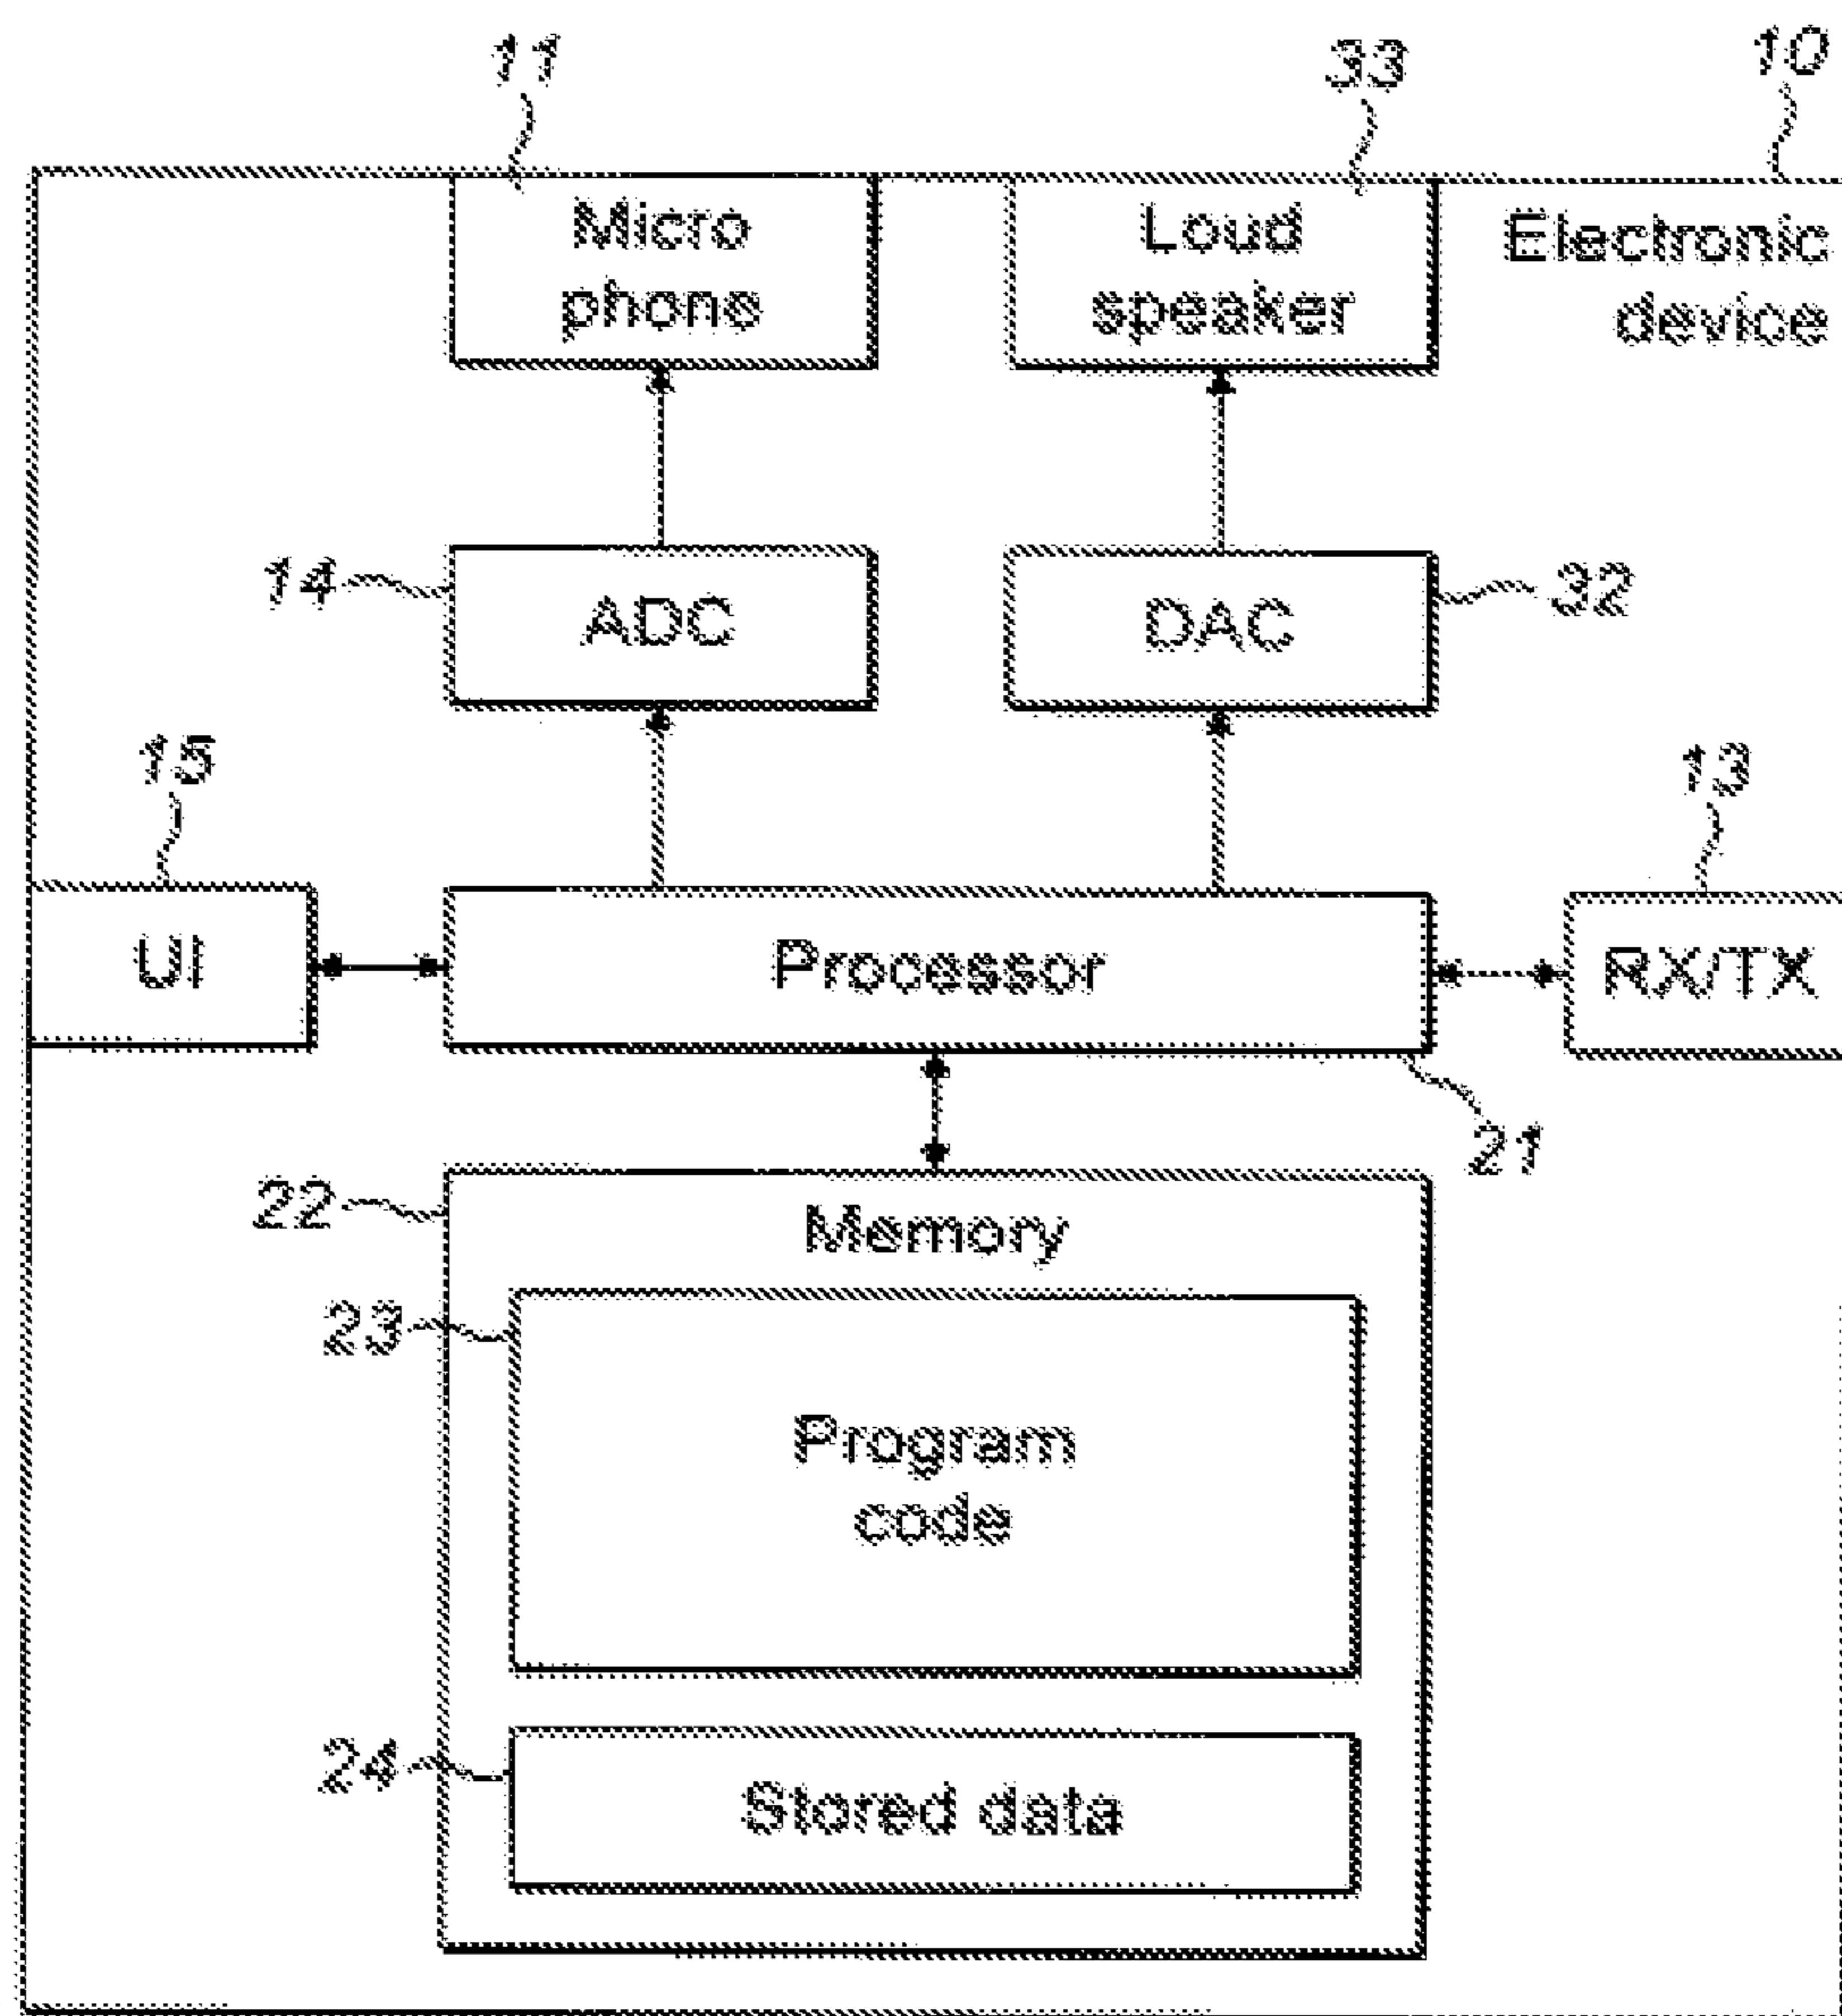 11
33
10
Micro
phone
Loud
speaker
Electronic
device
14
ADC
DAC
32
15
13
UI
Processor
RX/TX
21
22
Memory
23
Program
code
24
Stored data